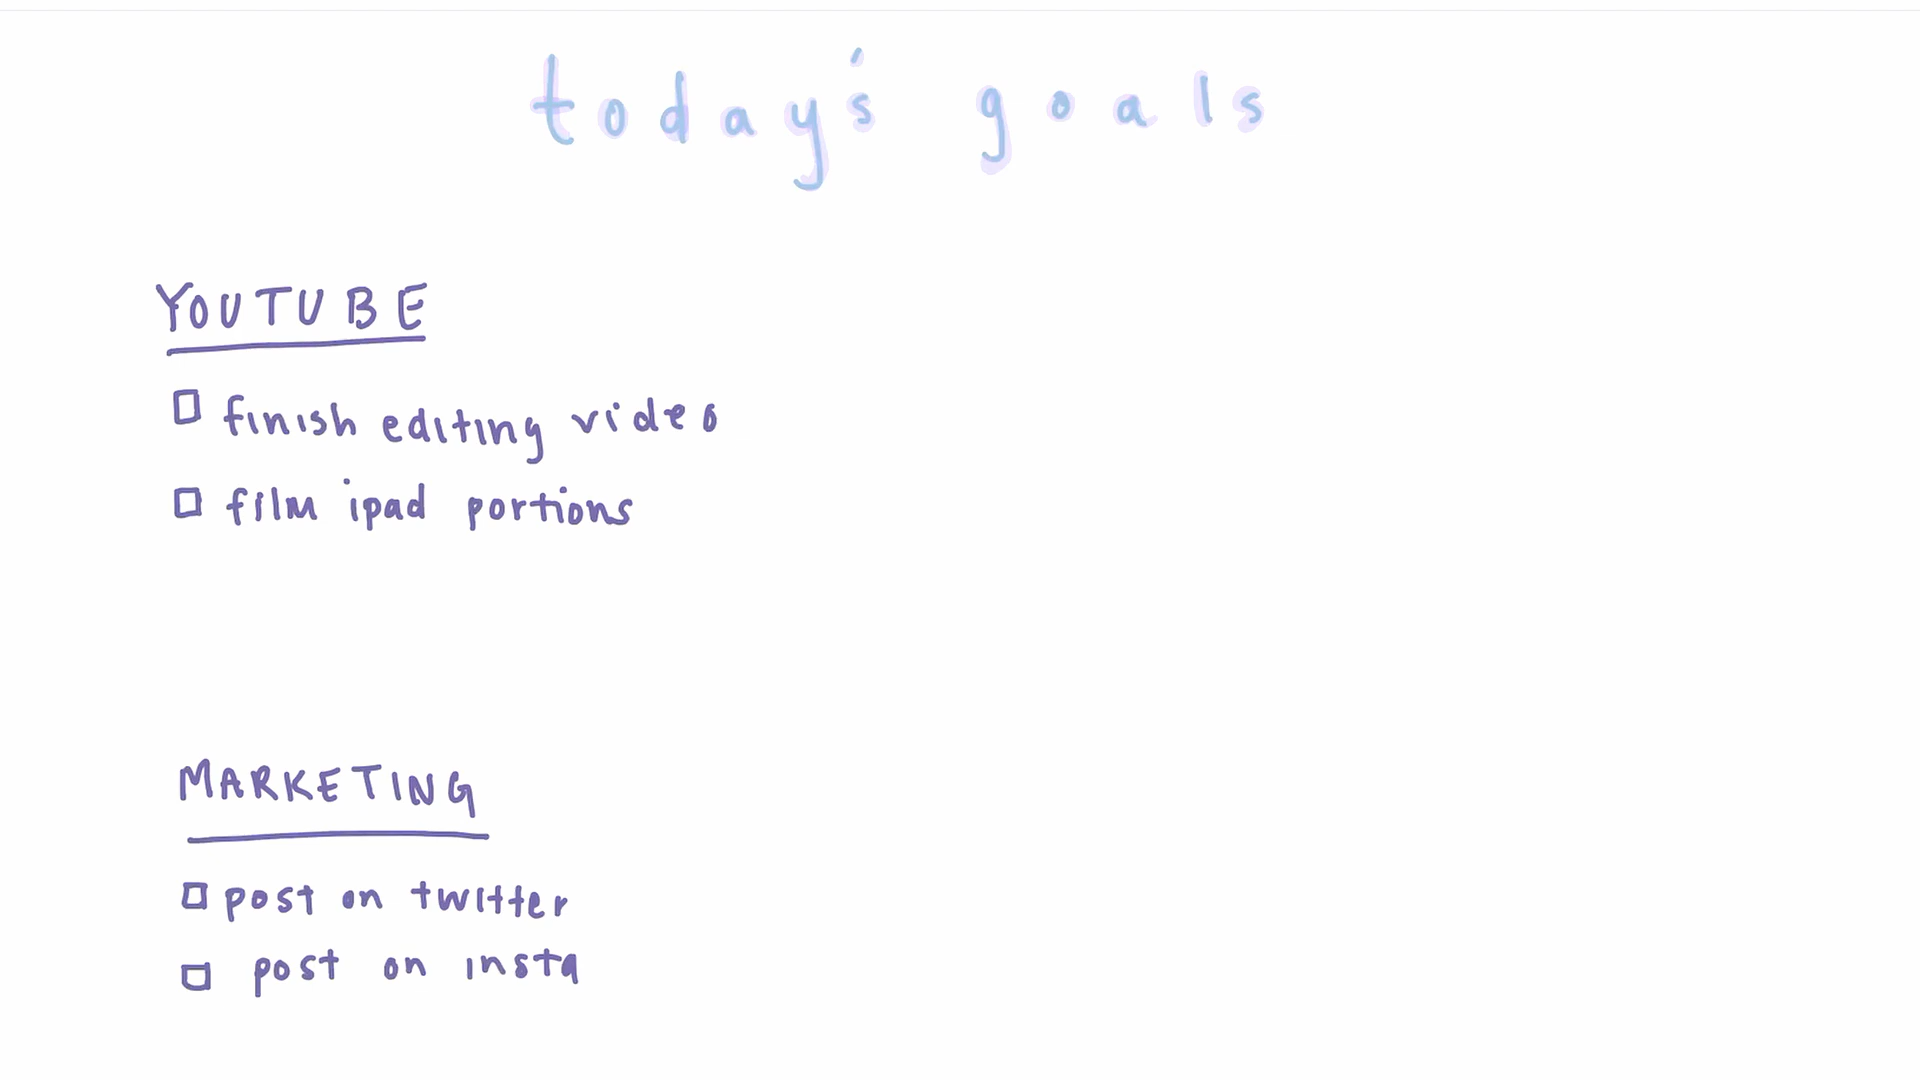 today's goals
YOUTUBE
finish editing video
film ipad portions
MARKETING
post on twitter
post on insta